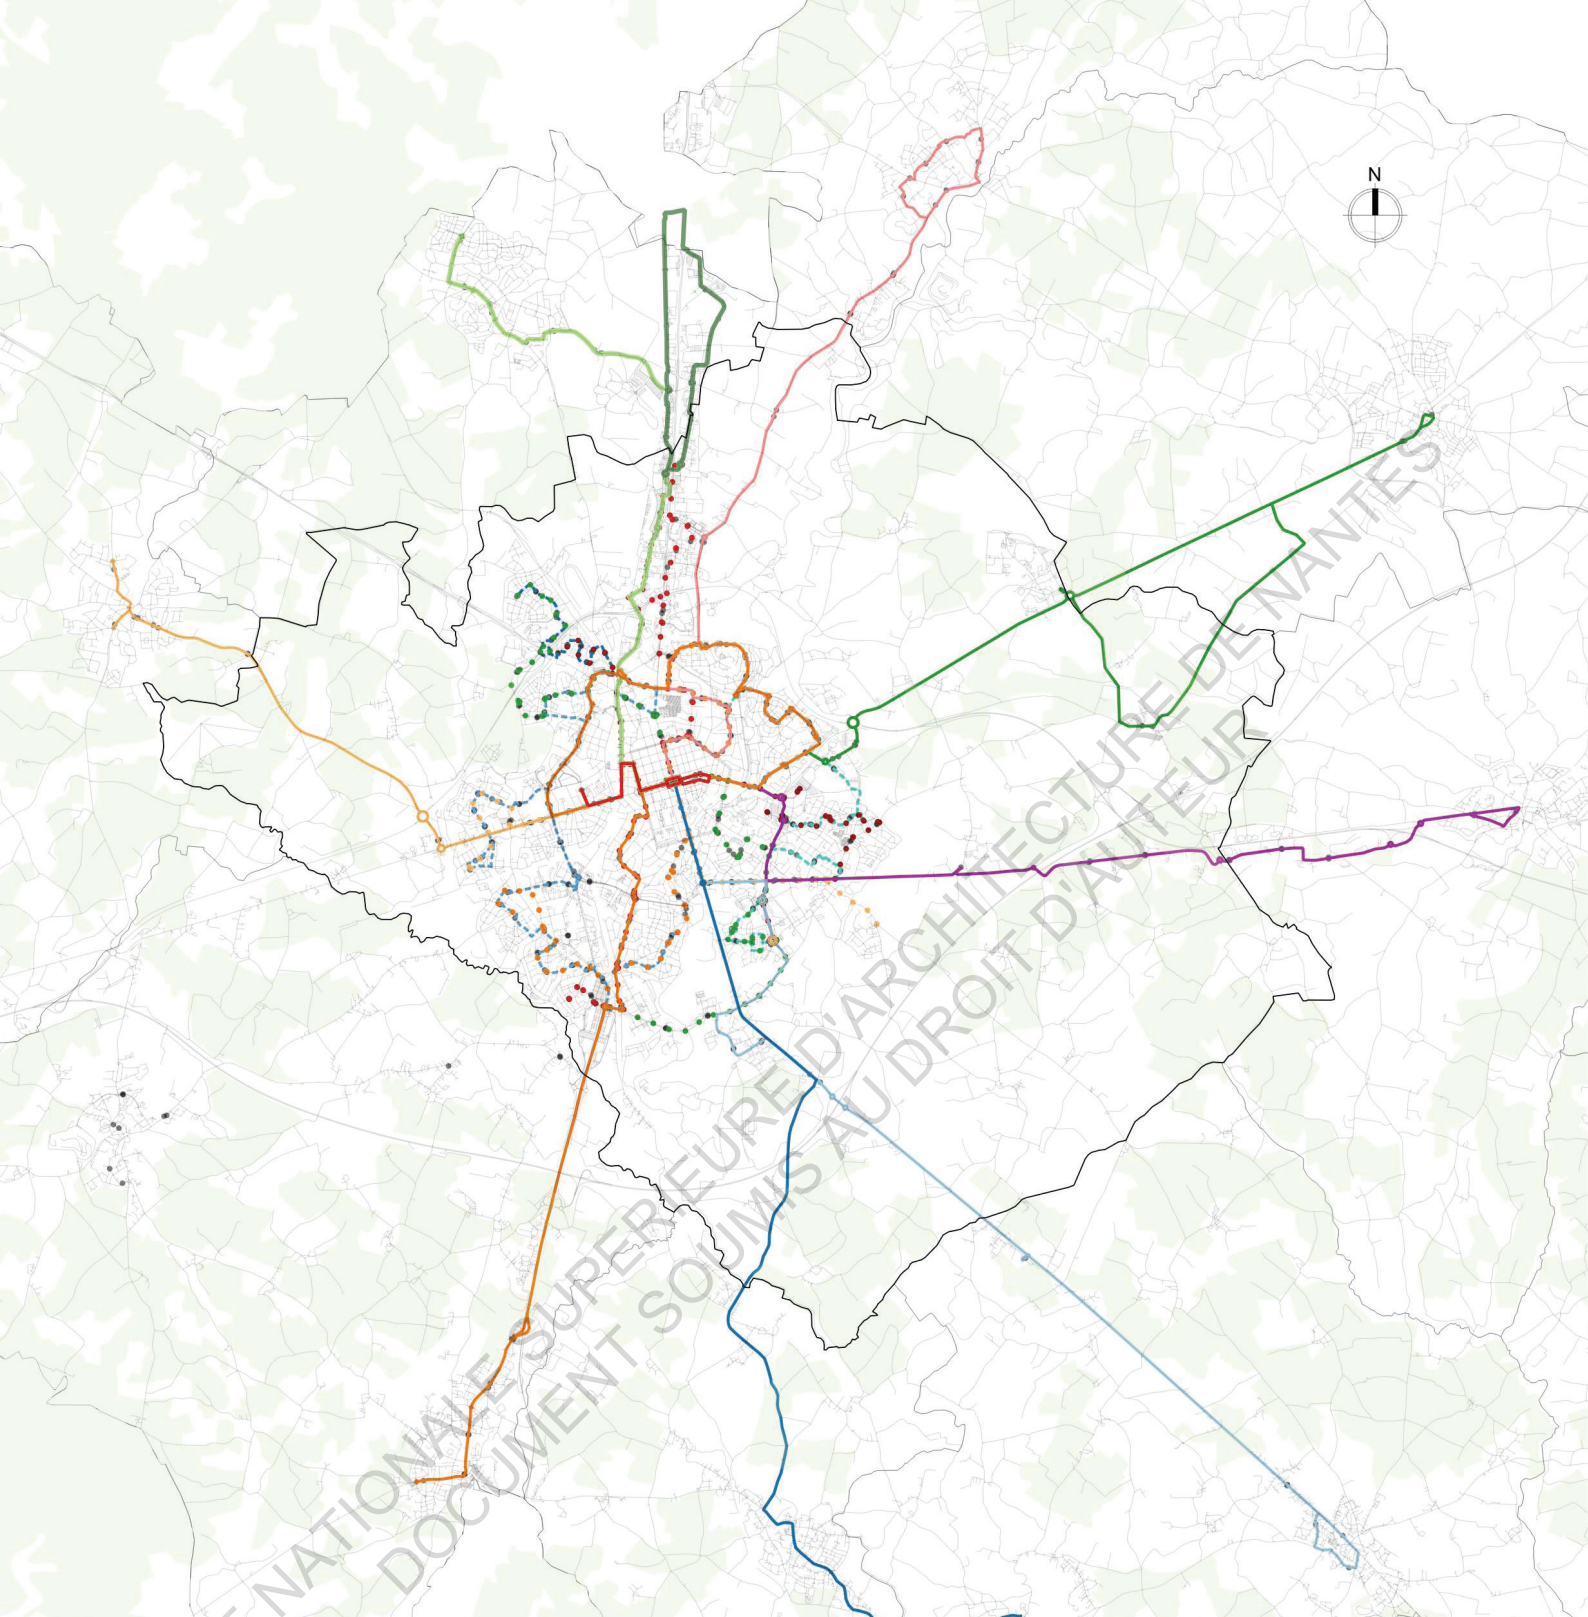 N
NATIONALE SUPERIEURE D'ARCHITECTURE DE NANTES
DOCUMENT SOUMIS AU DROIT D'AUTEUR